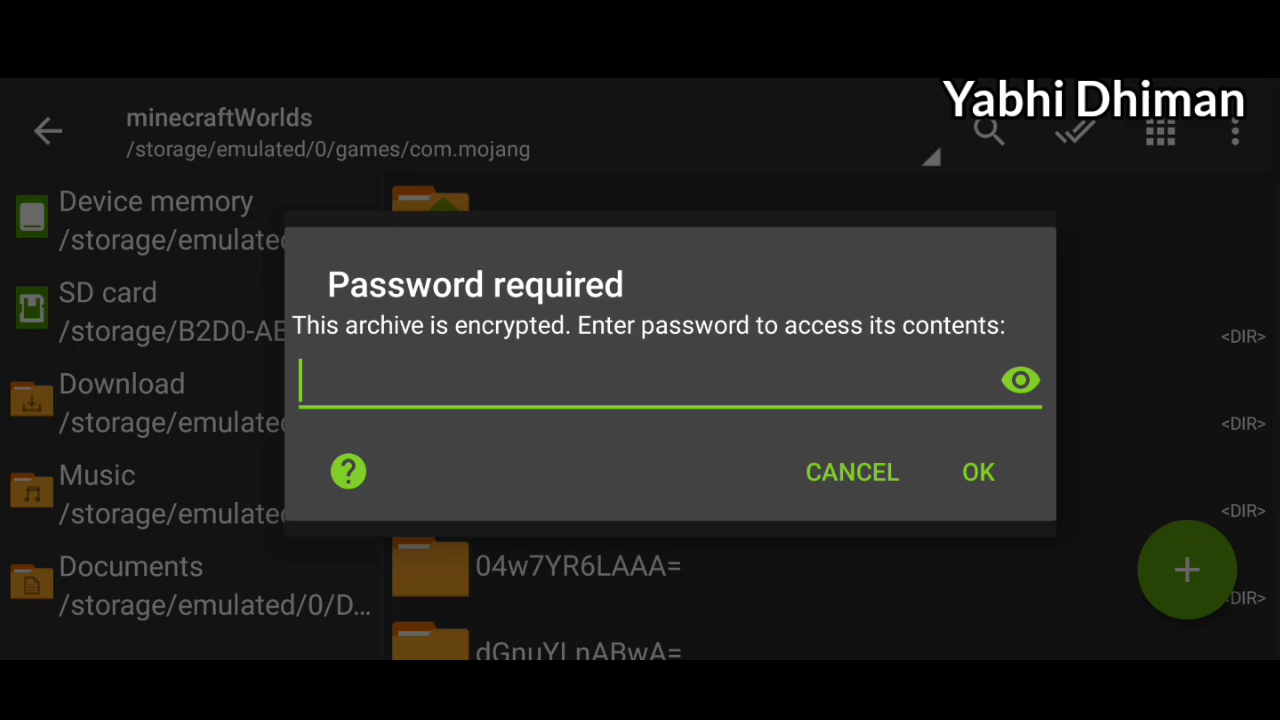 Yabhi Dhiman
minecraftWorlds
/storage/emulated/0/games/com.mojang
Device memory
/storage/emulated
SD card
/storage/B2D0-AE
Download
/storage/emulated
Music
/storage/emulated
Documents
/storage/emulated/0/D...
Password required
This archive is encrypted. Enter password to access its contents:
?
CANCEL
OK
<DIR>
<DIR>
<DIR>
04w7YR6LAAA=
<DIR>
dGnuYLnABwA=